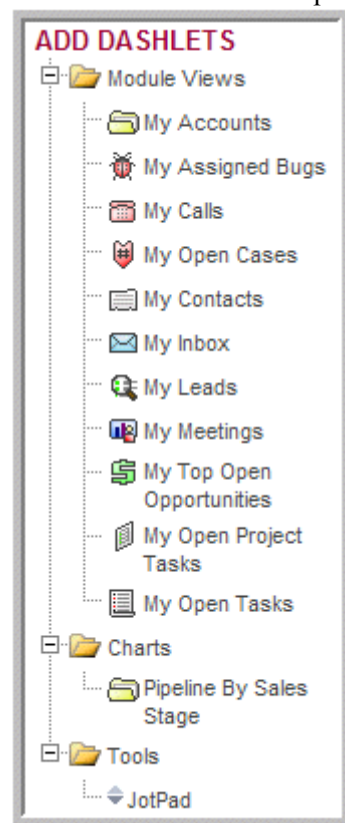 ADD DASHLETS
Module Views
My Accounts
My Assigned Bugs
My Calls
My Open Cases
My Contacts
My Inbox
My Leads
My Meetings
My Top Open
Opportunities
My Open Project
Tasks
My Open Tasks
Charts
Pipeline By Sales
Stage
Tools
JotPad